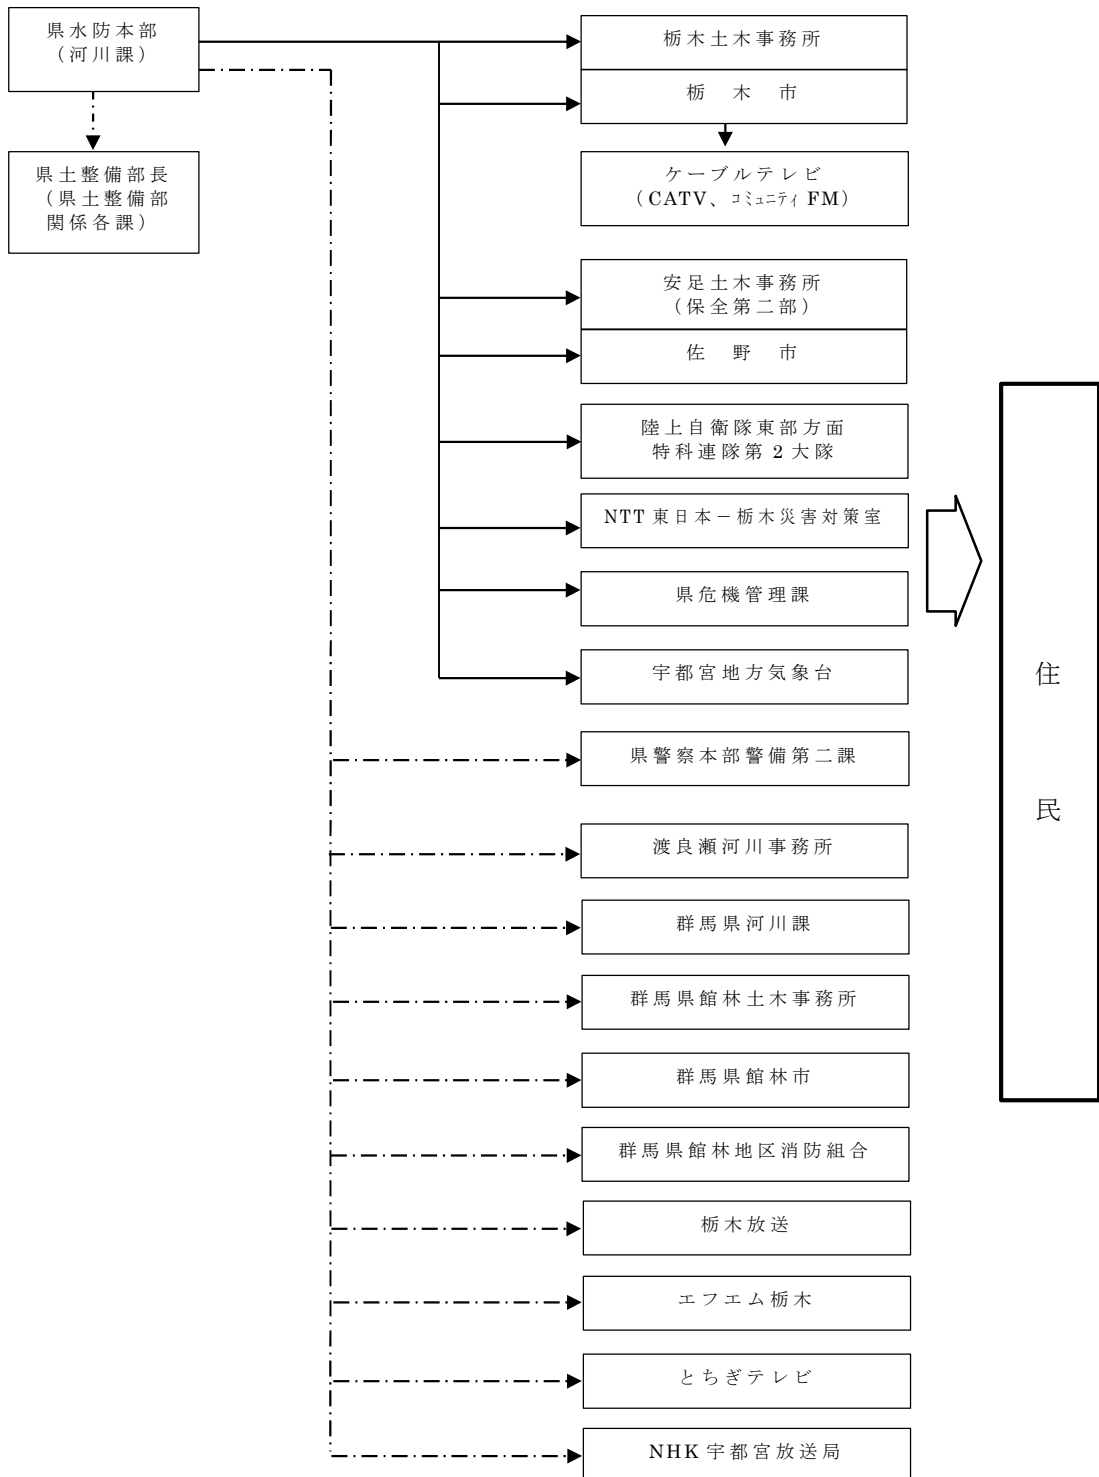 県水防本部
（河川課）
県土整備部長
（県土整備部
関係各課）
栃木土木事務所
栃　木　市
ケーブルテレビ
（CATV、コミュニティ FM）
安足土木事務所
（保全第二部）
佐　野　市
陸上自衛隊東部方面
特科連隊第 2 大隊
NTT 東日本－栃木災害対策室
県危機管理課
宇都宮地方気象台
県警察本部警備第二課
渡良瀬河川事務所
群馬県河川課
群馬県館林土木事務所
群馬県館林市
群馬県館林地区消防組合
栃木放送
エフエム栃木
とちぎテレビ
NHK 宇都宮放送局
住
民